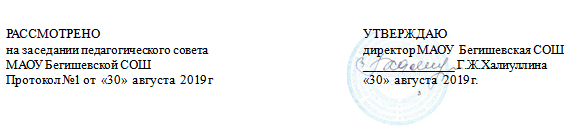 РАССМОТРЕНО
на заседании педагогического совета
МАОУ Бегишевской СОШ
Протокол №1 от «30» августа 2019 г
УТВЕРЖДАЮ
директор МАОУ Бегишевская СОШ
____________Г.Ж.Халиуллина
«30» августа 2019 г.